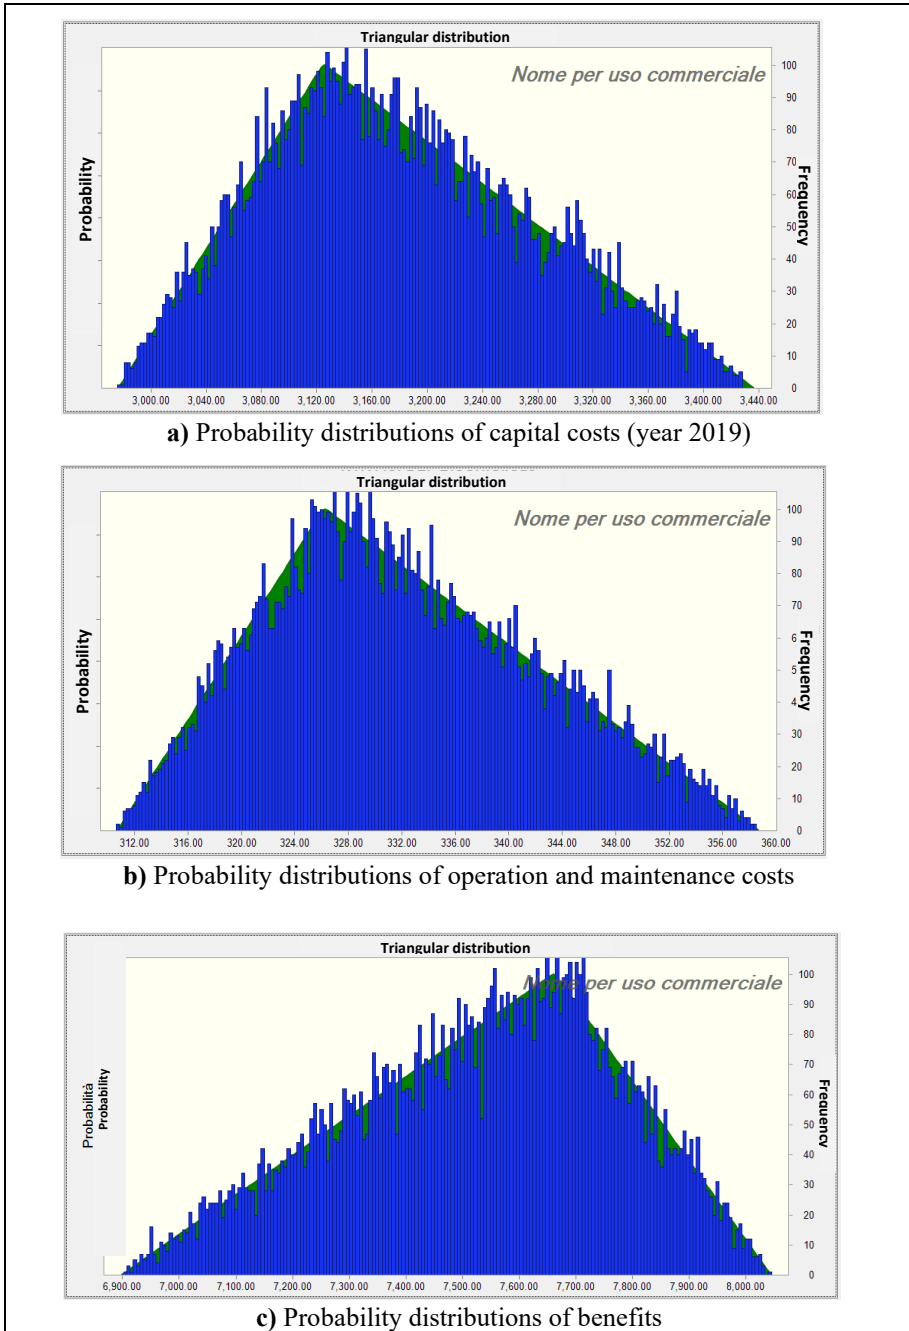 Triangular distribution
Nome per uso commerciale
Probability
Frequency
100
90
80
70
60
50
40
30
20
10
0
3,000.00 3,040.00 3,080.00 3,120.00 3,160.00 3,200.00 3,240.00 3,280.00 3,320.00 3,360.00 3,400.00 3,440.00
a) Probability distributions of capital costs (year 2019)
Triangular distribution
Nome per uso commerciale
Probability
Frequency
100
90
80
70
6
5
4
30
20
10
0
312.00 316.00 320.00 324.00 328.00 332.00 336.00 340.00 344.00 348.00 352.00 356.00 360.00
b) Probability distributions of operation and maintenance costs
Triangular distribution
Nome per uso commerciale
Probabilità
Probability
Frequency
100
90
80
70
60
50
40
30
20
10
0
6,900.00 7,000.00 7,100.00 7,200.00 7,300.00 7,400.00 7,500.00 7,600.00 7,700.00 7,800.00 7,900.00 8,000.00
c) Probability distributions of benefits